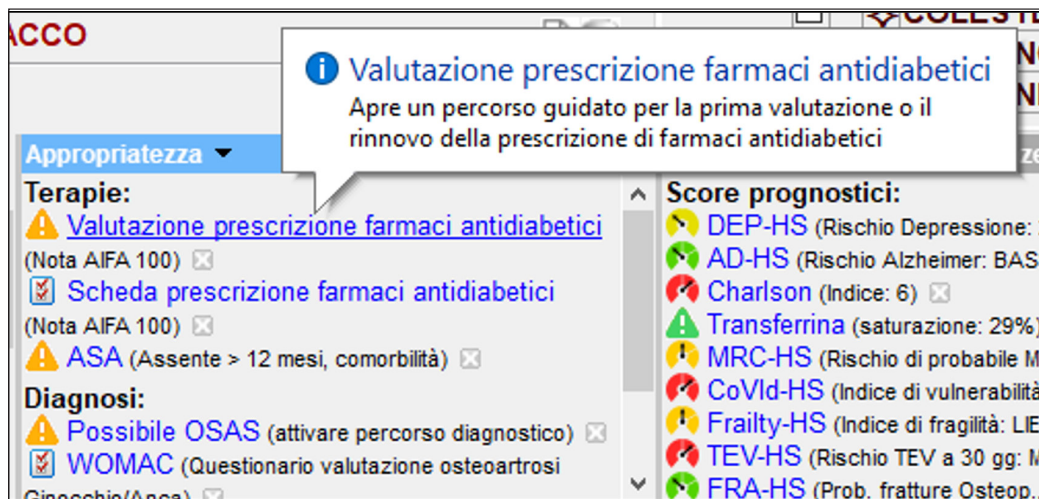 Valutazione prescrizione farmaci antidiabetici
Apre un percorso guidato per la prima valutazione o il
rinnovo della prescrizione di farmaci antidiabetici
Appropriatezza
Terapie:
Valutazione prescrizione farmaci antidiabetici
(Nota AIFA 100)
Scheda prescrizione farmaci antidiabetici
(Nota AIFA 100)
ASA (Assente > 12 mesi, comorbilità)
Diagnosi:
Possibile OSAS (attivare percorso diagnostico)
WOMAC (Questionario valutazione osteoartrosi
Ginocchio/Anca)
Score prognostici:
DEP-HS (Rischio Depressione:
AD-HS (Rischio Alzheimer: BAS
Charlson (Indice: 6)
Transferrina (saturazione: 29%)
MRC-HS (Rischio di probabile M
CoVId-HS (Indice di vulnerabilità
Frailty-HS (Indice di fragilità: LIE
TEV-HS (Rischio TEV a 30 gg: M
FRA-HS (Prob. fratture Osteop..